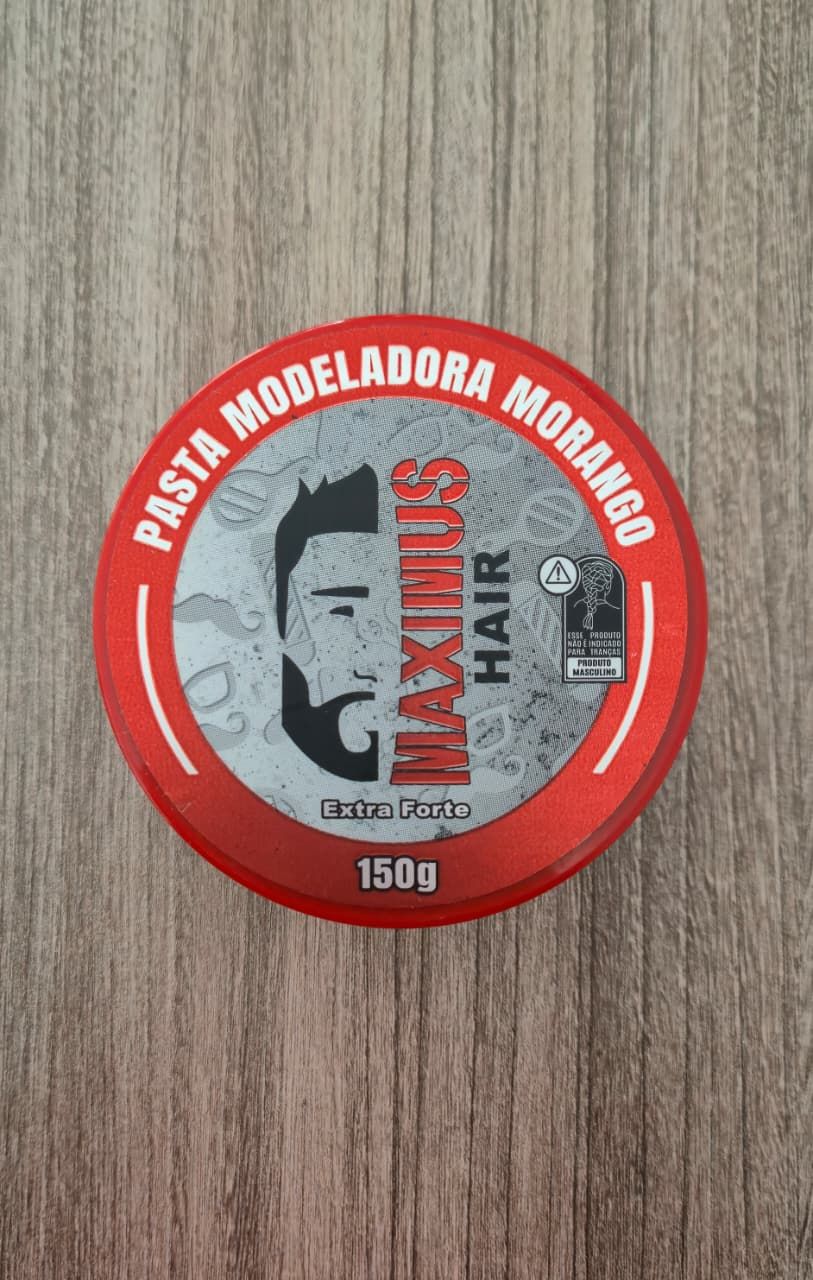 PASTA MODELADORA MORANGO
MAXIMUS
HAIR
ESSE PRODUTO
NÃO É INDICADO
PARA TRANÇAS
PRODUTO
MASCULINO
Extra Forte
150g